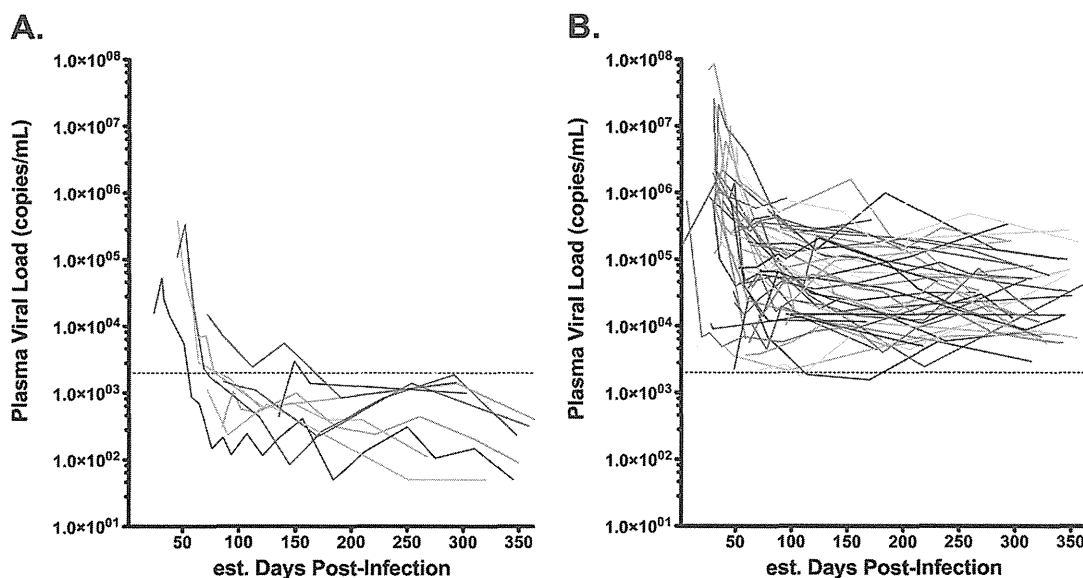 A.
Plasma Viral Load (copies/mL)
1.0×10⁰⁸
1.0×10⁰⁷
1.0×10⁰⁶
1.0×10⁰⁵
1.0×10⁰⁴
1.0×10⁰³
1.0×10⁰²
1.0×10⁰¹
50 100 150 200 250 300 350
est. Days Post-Infection
B.
Plasma Viral Load (copies/mL)
1.0×10⁰⁸
1.0×10⁰⁷
1.0×10⁰⁶
1.0×10⁰⁵
1.0×10⁰⁴
1.0×10⁰³
1.0×10⁰²
1.0×10⁰¹
50 100 150 200 250 300 350
est. Days Post-Infection